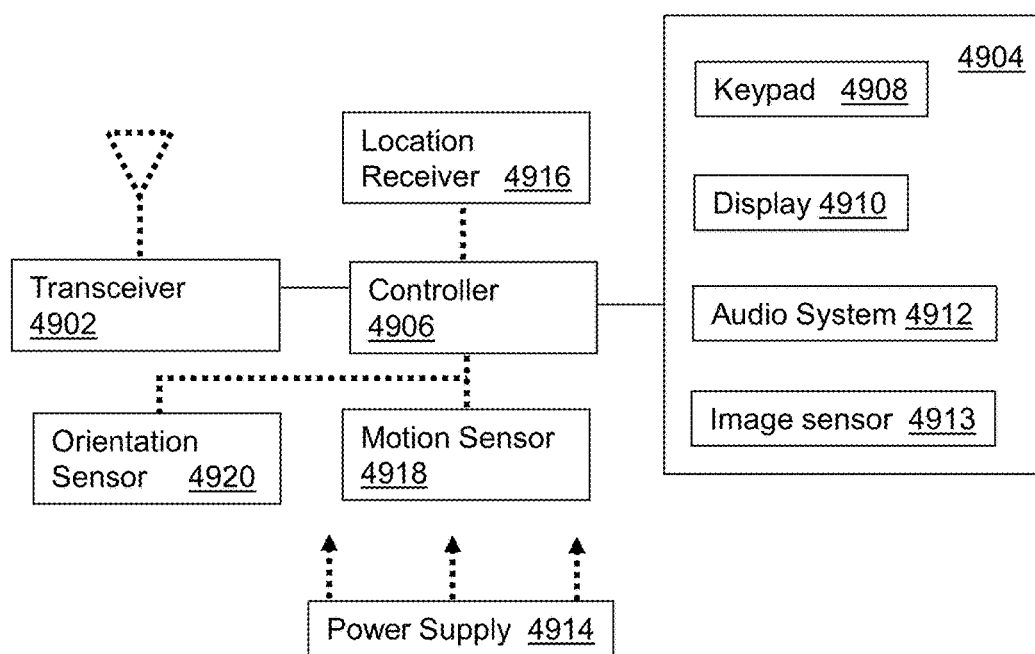 4904
Keypad 4908
Location
Receiver 4916
Display 4910
Transceiver
4902
Controller
4906
Audio System 4912
Image sensor 4913
Orientation
Sensor 4920
Motion Sensor
4918
Power Supply 4914